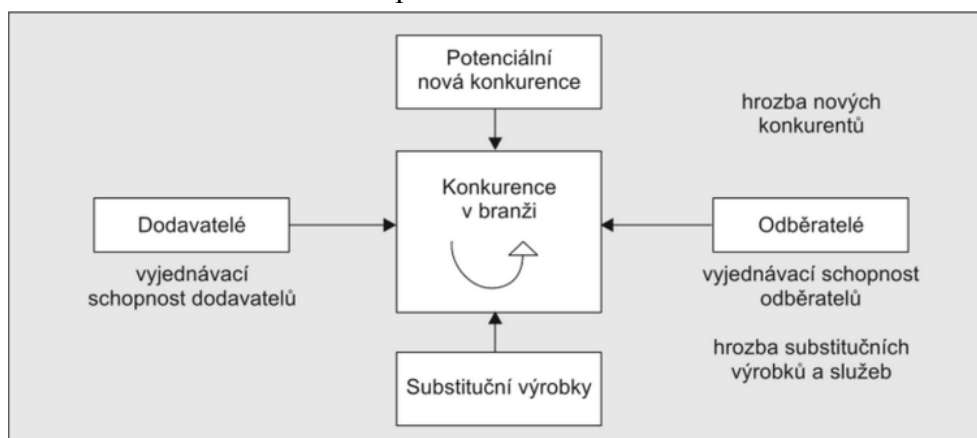 Potenciální
nová konkurence
hrozba nových
konkurentů
Konkurence
v branži
Dodavatelé
Odběratelé
vyjednávací
schopnost dodavatelů
vyjednávací schopnost
odběratelů
hrozba substitučních
výrobků a služeb
Substituční výrobky